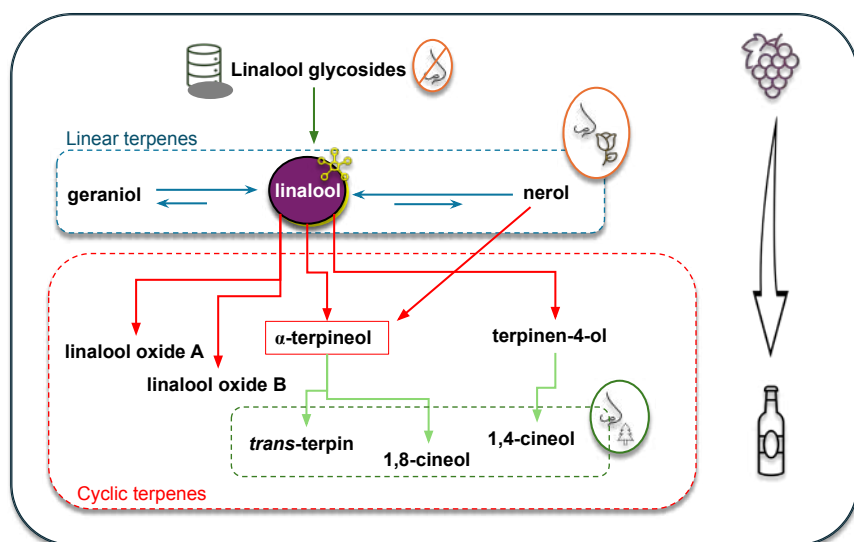 Linalool glycosides
Linear terpenes
geraniol
linalool
nerol
linalool oxide A
α-terpineol
terpinen-4-ol
linalool oxide B
trans-terpin
1,8-cineol
1,4-cineol
Cyclic terpenes